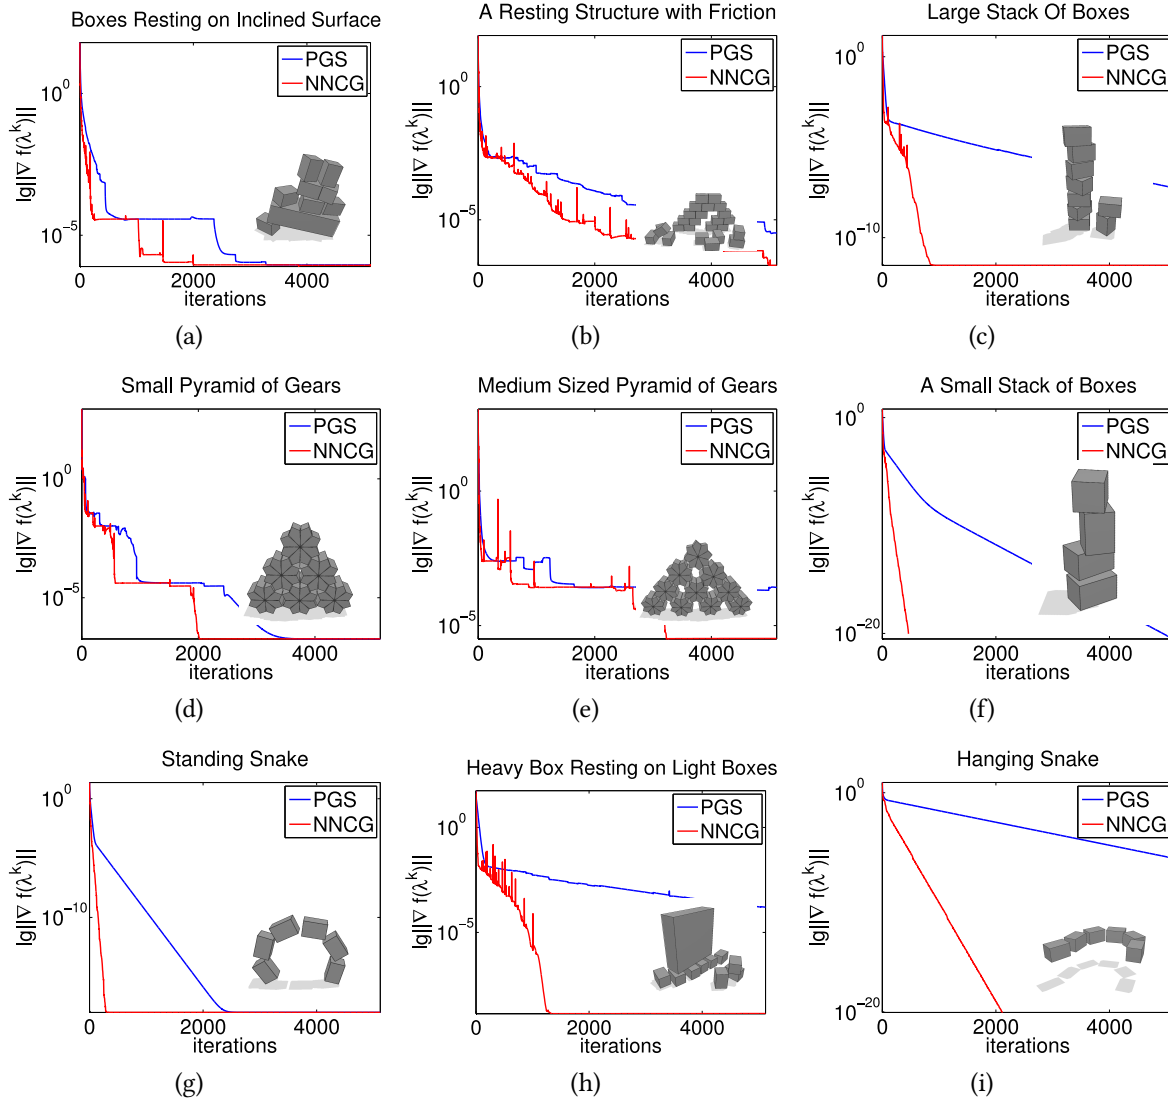 Boxes Resting on Inclined Surface
PGS
NNCG
lg||∇ f(λ^k)||
10^0
10^-5
0 2000 4000
iterations
(a)
A Resting Structure with Friction
PGS
NNCG
lg||∇ f(λ^k)||
10^0
10^-5
0 2000 4000
iterations
(b)
Large Stack Of Boxes
PGS
NNCG
lg||∇ f(λ^k)||
10^0
10^-10
0 2000 4000
iterations
(c)
Small Pyramid of Gears
PGS
NNCG
lg||∇ f(λ^k)||
10^0
10^-5
0 2000 4000
iterations
(d)
Medium Sized Pyramid of Gears
PGS
NNCG
lg||∇ f(λ^k)||
10^0
10^-5
0 2000 4000
iterations
(e)
A Small Stack of Boxes
PGS
NNCG
lg||∇ f(λ^k)||
10^0
10^-10
10^-20
0 2000 4000
iterations
(f)
Standing Snake
PGS
NNCG
lg||∇ f(λ^k)||
10^0
10^-10
0 2000 4000
iterations
(g)
Heavy Box Resting on Light Boxes
PGS
NNCG
lg||∇ f(λ^k)||
10^0
10^-5
0 2000 4000
iterations
(h)
Hanging Snake
PGS
NNCG
lg||∇ f(λ^k)||
10^0
10^-10
10^-20
0 2000 4000
iterations
(i)